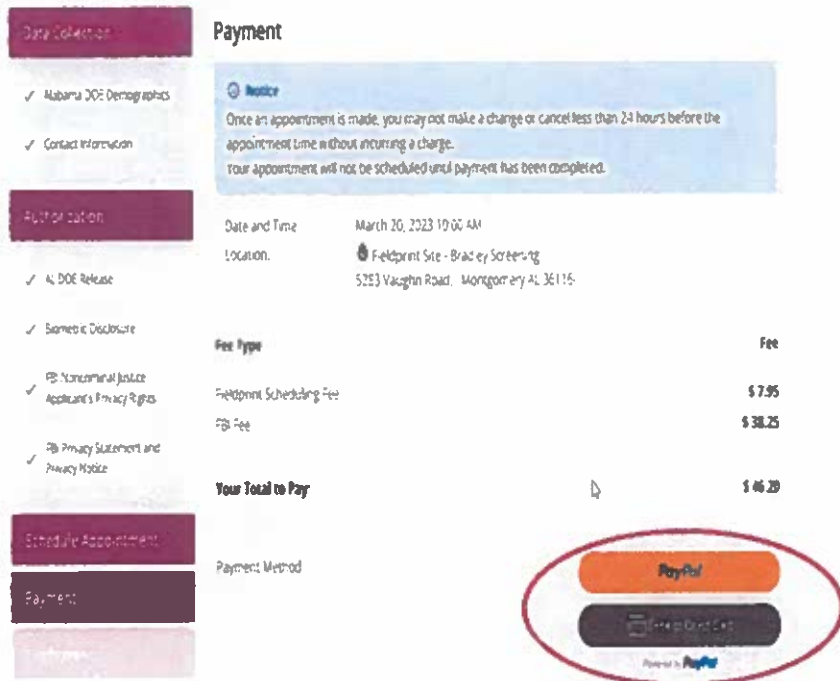 Data Collection
✓ Alabama DOE Demographics
✓ Contact Information
Authorization
✓ AL DOE Release
✓ Biometric Disclosure
✓ FBI Noncriminal Justice
Applicant's Privacy Rights
✓ FBI Privacy Statement and
Privacy Notice
Schedule Appointment
Payment
Payment
Notice
Once an appointment is made, you may not make a change or cancel less than 24 hours before the
appointment time without incurring a charge.
Your appointment will not be scheduled until payment has been completed.
Date and Time March 20, 2023 10:00 AM
Location: Fieldprint Site - Bradley Screening
5283 Vaughn Road, Montgomery AL 36116-
Fee Type Fee
Fieldprint Scheduling Fee $ 7.95
FBI Fee $ 38.25
Your Total to Pay: $ 46.20
Payment Method
PayPal
Debit or Credit Card
Powered by PayPal